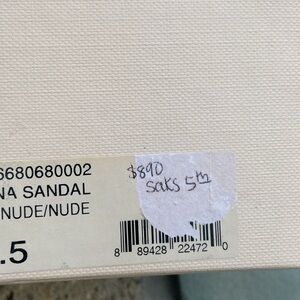 6680680002
NA SANDAL
NUDE/NUDE
.5
$890
saks 5th
8 89428 22472 0